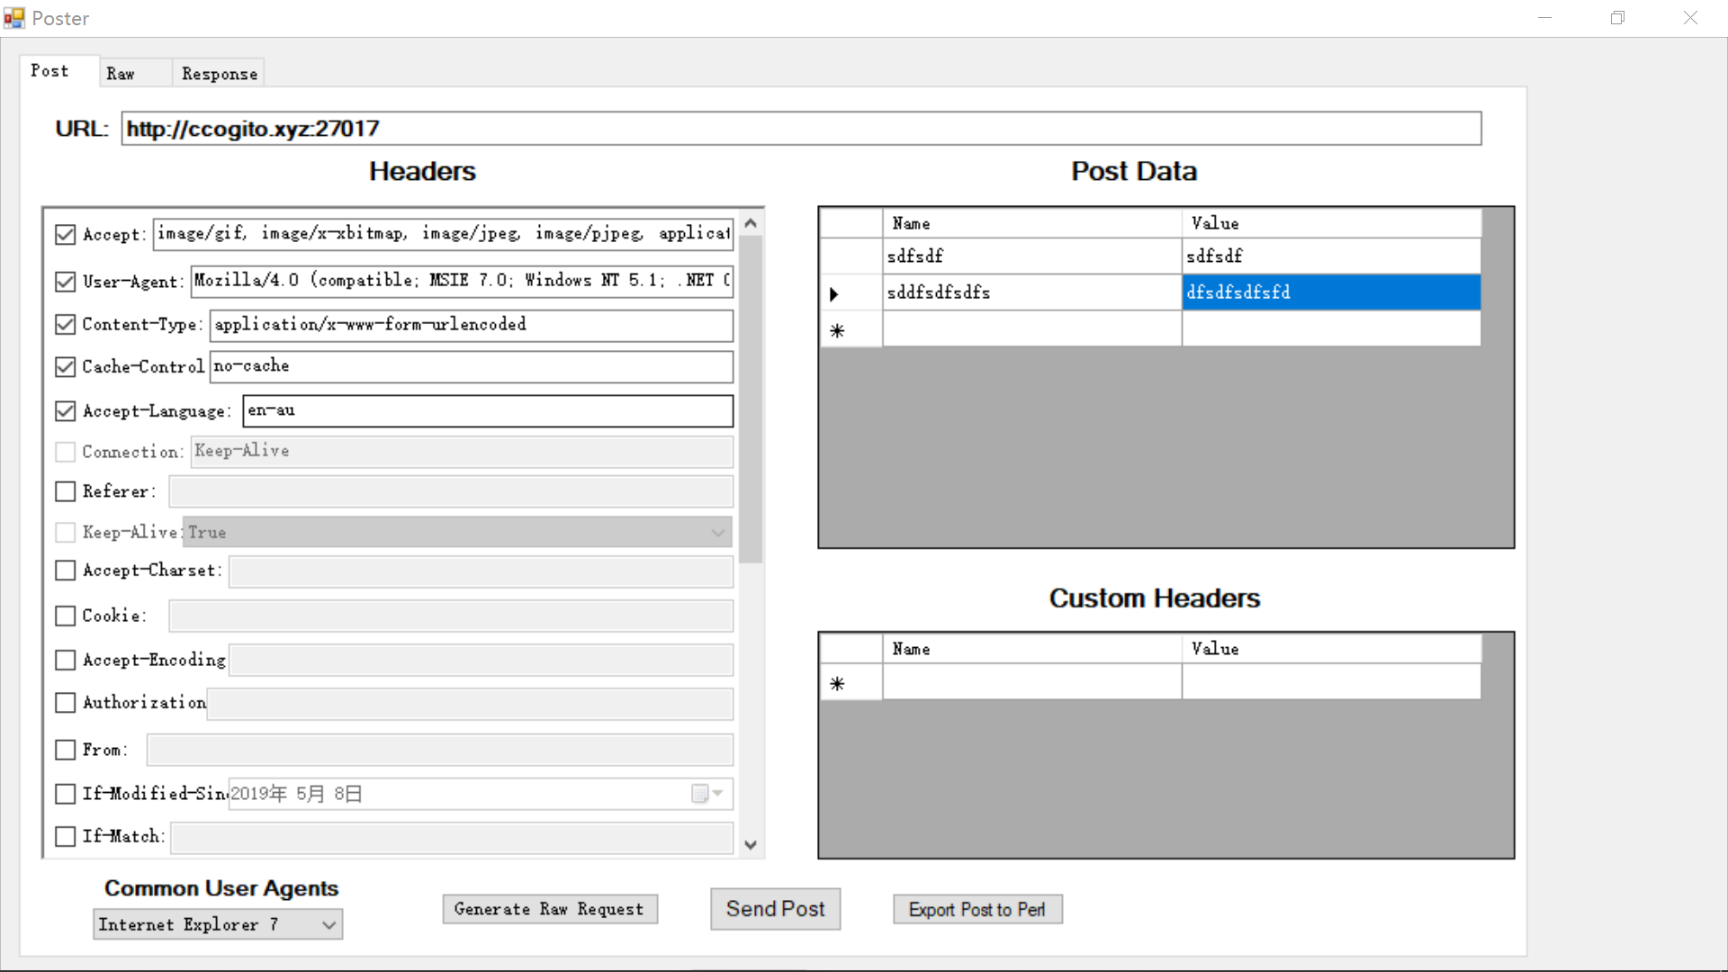 Poster
Post
Raw
Response
URL: http://ccogito.xyz:27017
Headers
Accept: image/gif, image/x-xbitmap, image/jpeg, image/pjpeg, applicat
User-Agent: Mozilla/4.0 (compatible; MSIE 7.0; Windows NT 5.1; .NET C
Content-Type: application/x-www-form-urlencoded
Cache-Control no-cache
Accept-Language: en-au
Connection: Keep-Alive
Referer:
Keep-Alive: True
Accept-Charset:
Cookie:
Accept-Encoding
Authorization
From:
If-Modified-Sin 2019年 5月 8日
If-Match:
Post Data
Name Value
sdfsdf sdfsdf
sddfsdfsdfs dfsdfsdfsfd
Custom Headers
Name Value
Common User Agents
Internet Explorer 7
Generate Raw Request
Send Post
Export Post to Perl